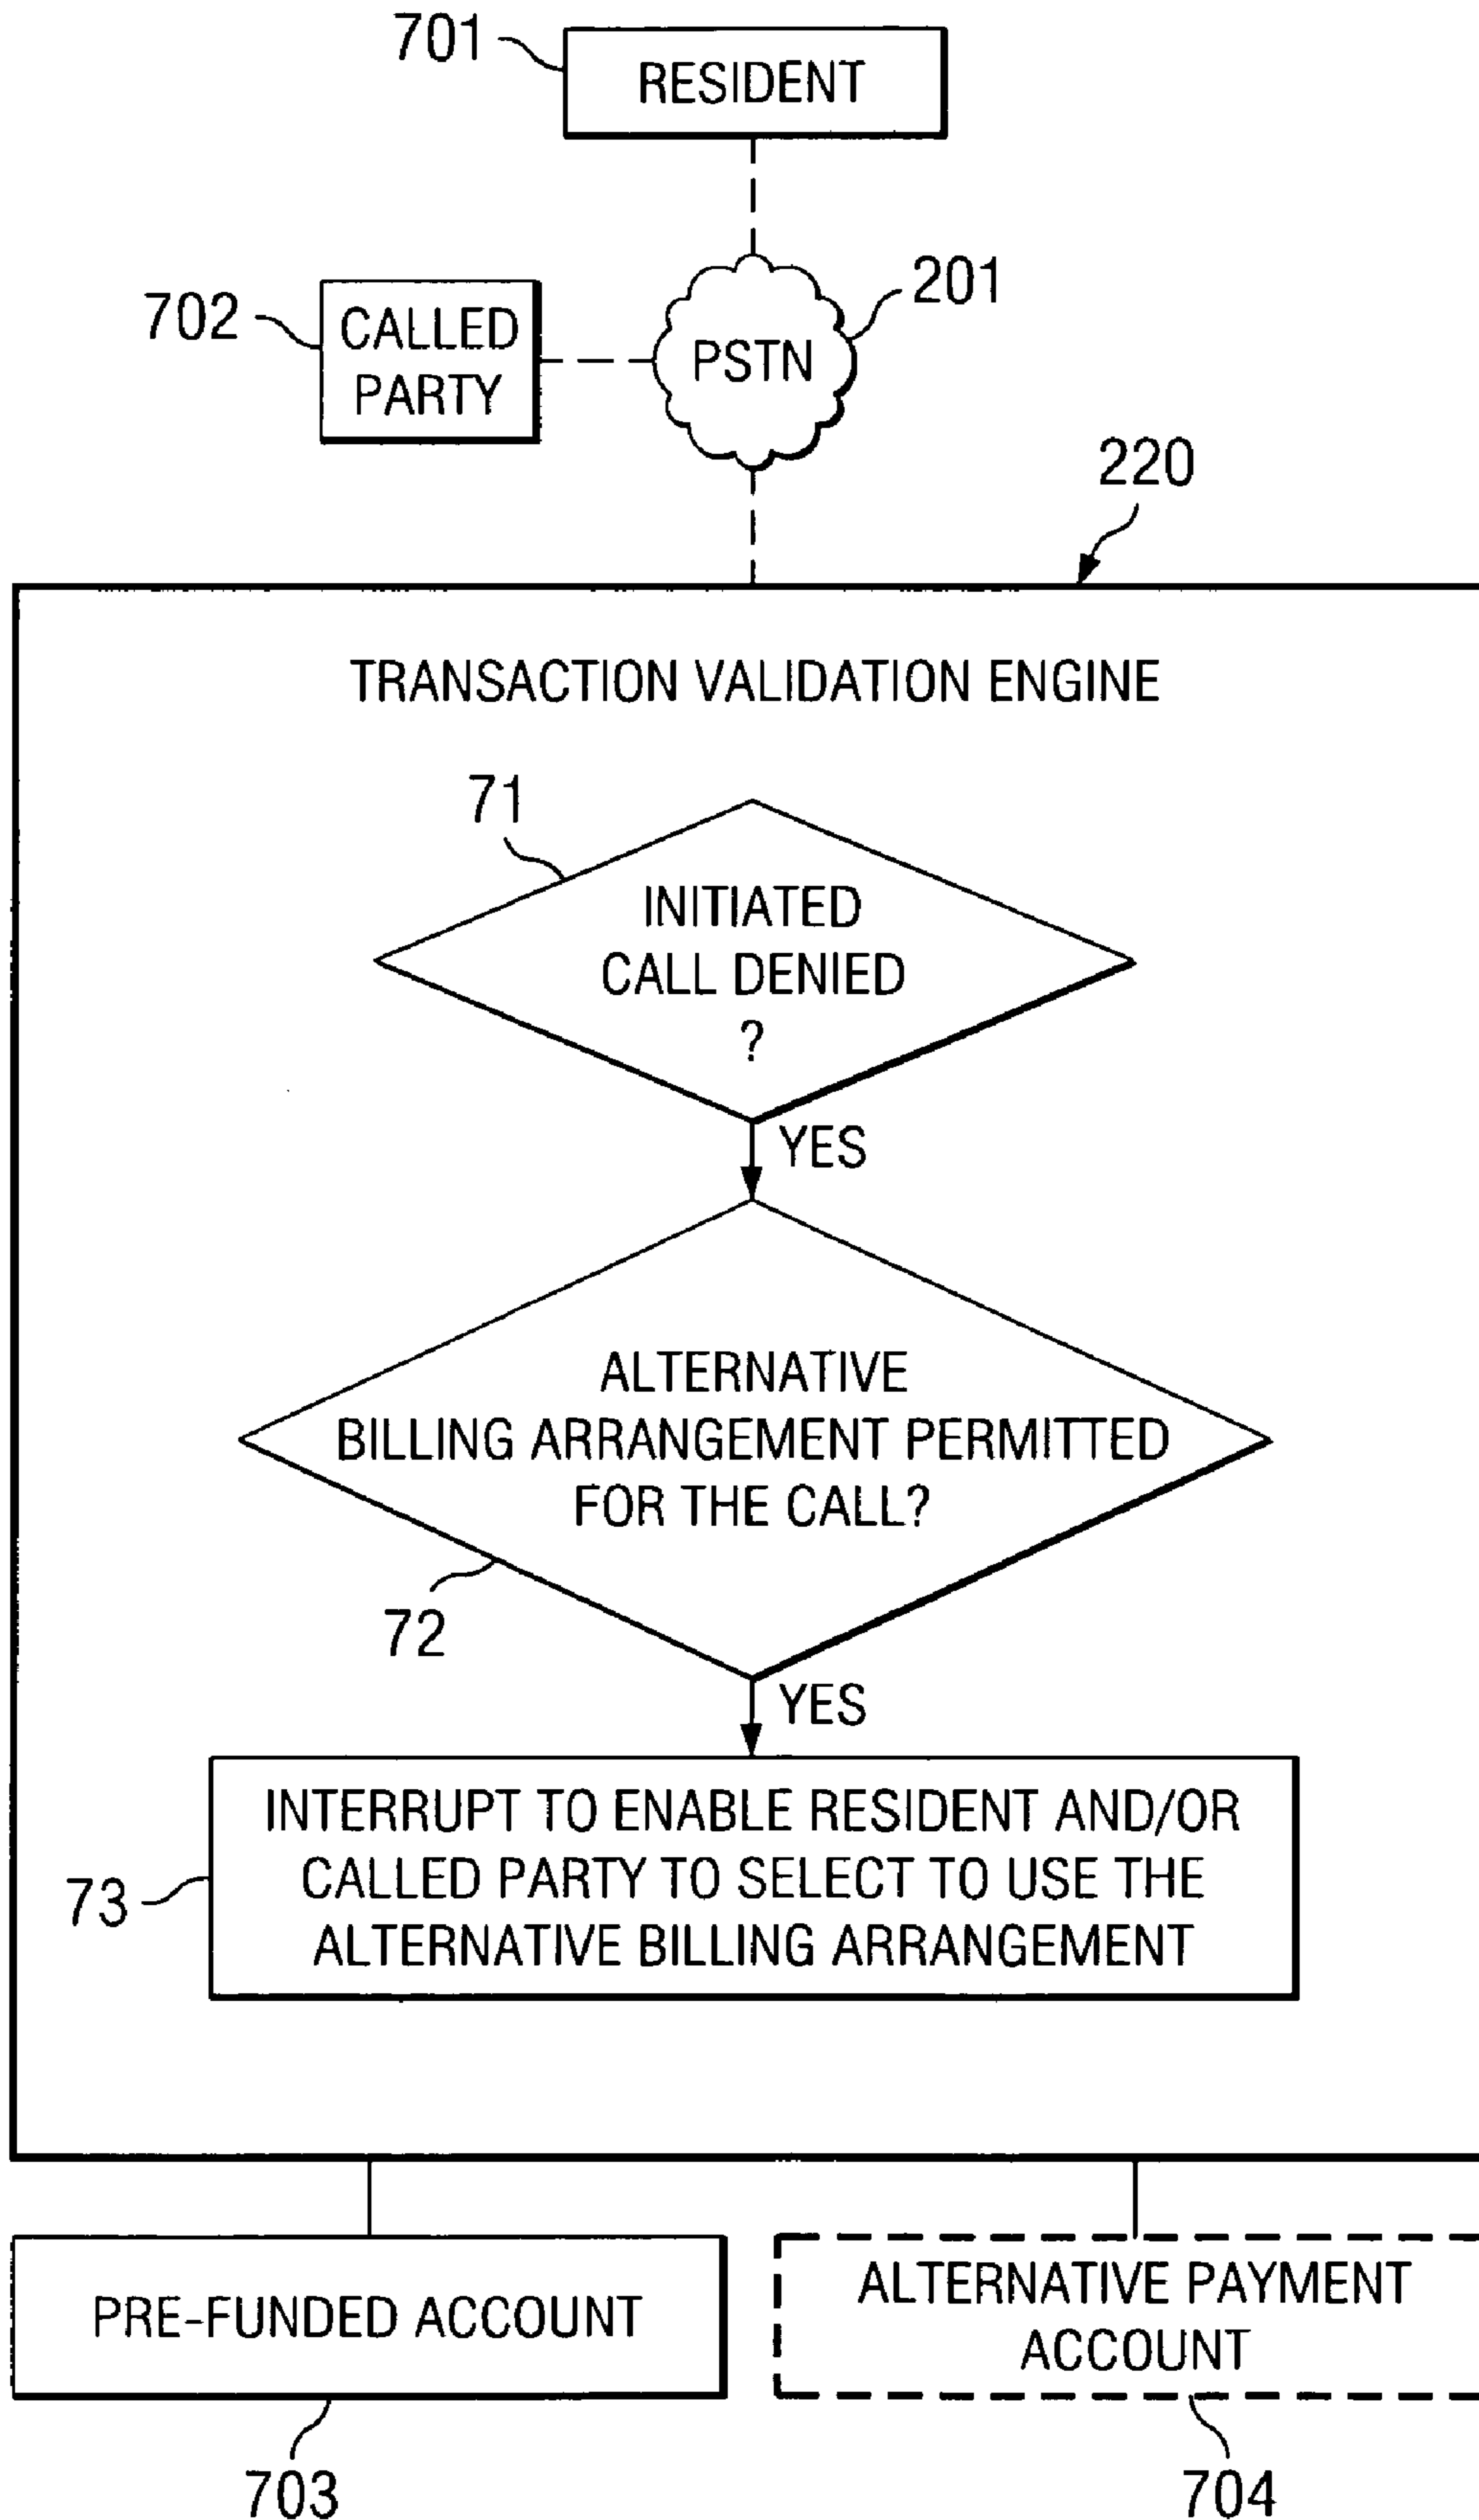 701
RESIDENT
702
CALLED
PARTY
PSTN
201
220
TRANSACTION VALIDATION ENGINE
71
INITIATED
CALL DENIED
?
YES
ALTERNATIVE
BILLING ARRANGEMENT PERMITTED
FOR THE CALL?
72
YES
73
INTERRUPT TO ENABLE RESIDENT AND/OR
CALLED PARTY TO SELECT TO USE THE
ALTERNATIVE BILLING ARRANGEMENT
PRE-FUNDED ACCOUNT
703
ALTERNATIVE PAYMENT
ACCOUNT
704